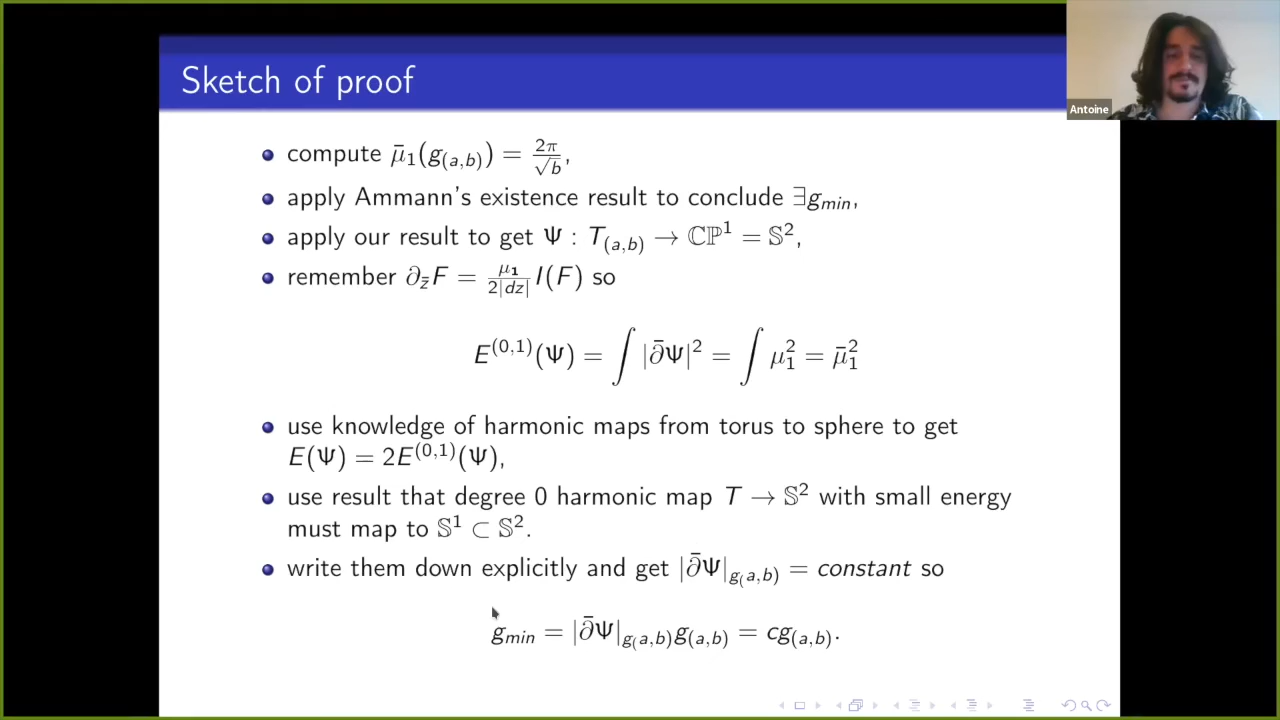 Sketch of proof
Antoine
compute μ̄₁(g₍ₐ,b₎) = 2π/√b,
apply Ammann's existence result to conclude ∃g_min,
apply our result to get Ψ : T₍ₐ,b₎ → ℂℙ¹ = 𝕊²,
remember ∂_z̄F = μ₁/(2|dz|) I(F) so
E^(0,1)(Ψ) = ∫ |∂̄Ψ|² = ∫ μ₁² = μ̄₁²
use knowledge of harmonic maps from torus to sphere to get
E(Ψ) = 2E^(0,1)(Ψ),
use result that degree 0 harmonic map T → 𝕊² with small energy
must map to 𝕊¹ ⊂ 𝕊².
write them down explicitly and get |∂̄Ψ|_g(a,b) = constant so
g_min = |∂̄Ψ|_g(a,b) g_(a,b) = cg_(a,b).